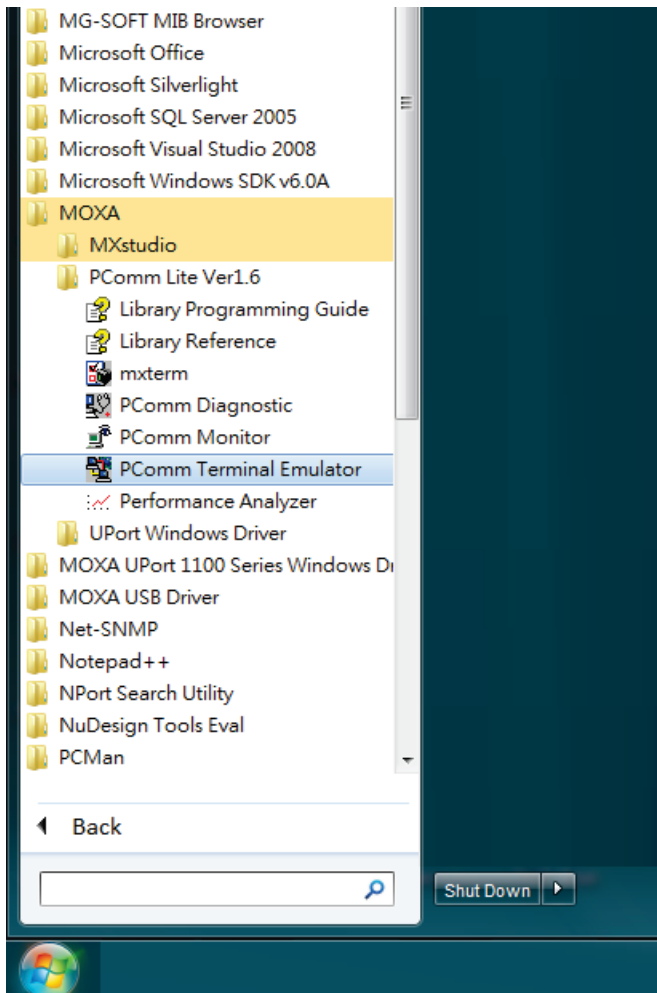 MG-SOFT MIB Browser
Microsoft Office
Microsoft Silverlight
Microsoft SQL Server 2005
Microsoft Visual Studio 2008
Microsoft Windows SDK v6.0A
MOXA
MXstudio
PComm Lite Ver1.6
Library Programming Guide
Library Reference
mxterm
PComm Diagnostic
PComm Monitor
PComm Terminal Emulator
Performance Analyzer
UPort Windows Driver
MOXA UPort 1100 Series Windows
MOXA USB Driver
Net-SNMP
Notepad++
NPort Search Utility
NuDesign Tools Eval
PCMan
Back
Shut Down